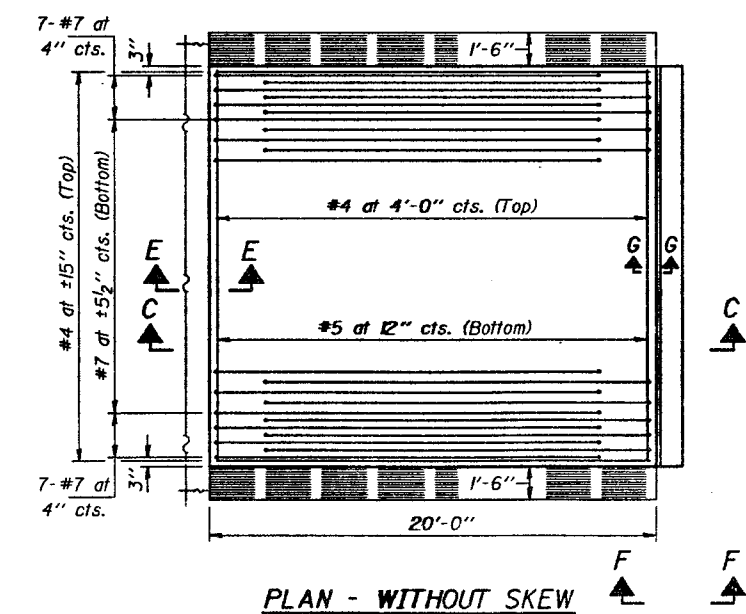 7-#7 at
4" cts.
3"
1'-6"
#4 at ±15" cts. (Top)
#7 at ±5½" cts. (Bottom)
#4 at 4'-0" cts. (Top)
E
E
G
G
C
C
#5 at 12" cts. (Bottom)
7-#7 at
4" cts.
3"
1'-6"
20'-0"
F
F
PLAN - WITHOUT SKEW